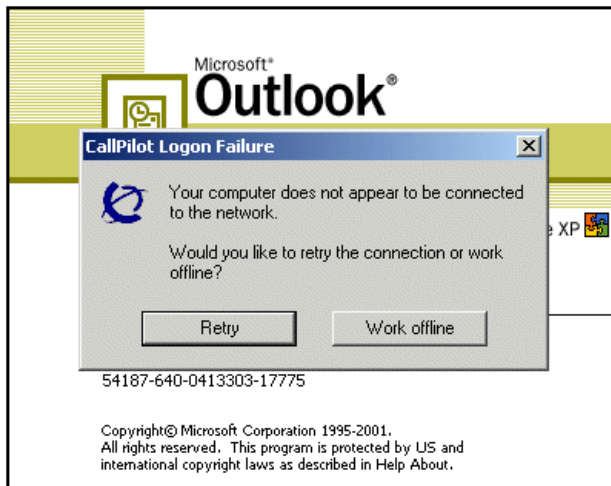 Microsoft®
Outlook®
CallPilot Logon Failure
Your computer does not appear to be connected
to the network.
Would you like to retry the connection or work
offline?
XP
Retry
Work offline
54187-640-0413303-17775
Copyright© Microsoft Corporation 1995-2001.
All rights reserved. This program is protected by US and
international copyright laws as described in Help About.